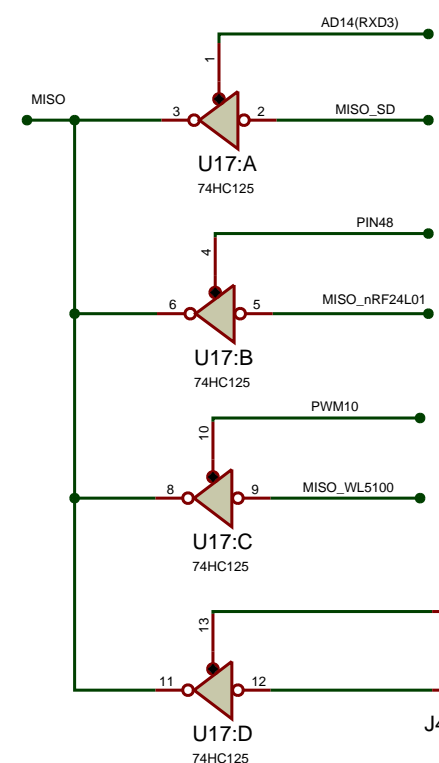 AD14(RXD3)
1
MISO
3
2
MISO_SD
U17:A
74HC125
PIN48
4
6
5
MISO_nRF24L01
U17:B
74HC125
PWM10
10
8
9
MISO_WL5100
U17:C
74HC125
13
11
12
U17:D
J4
74HC125